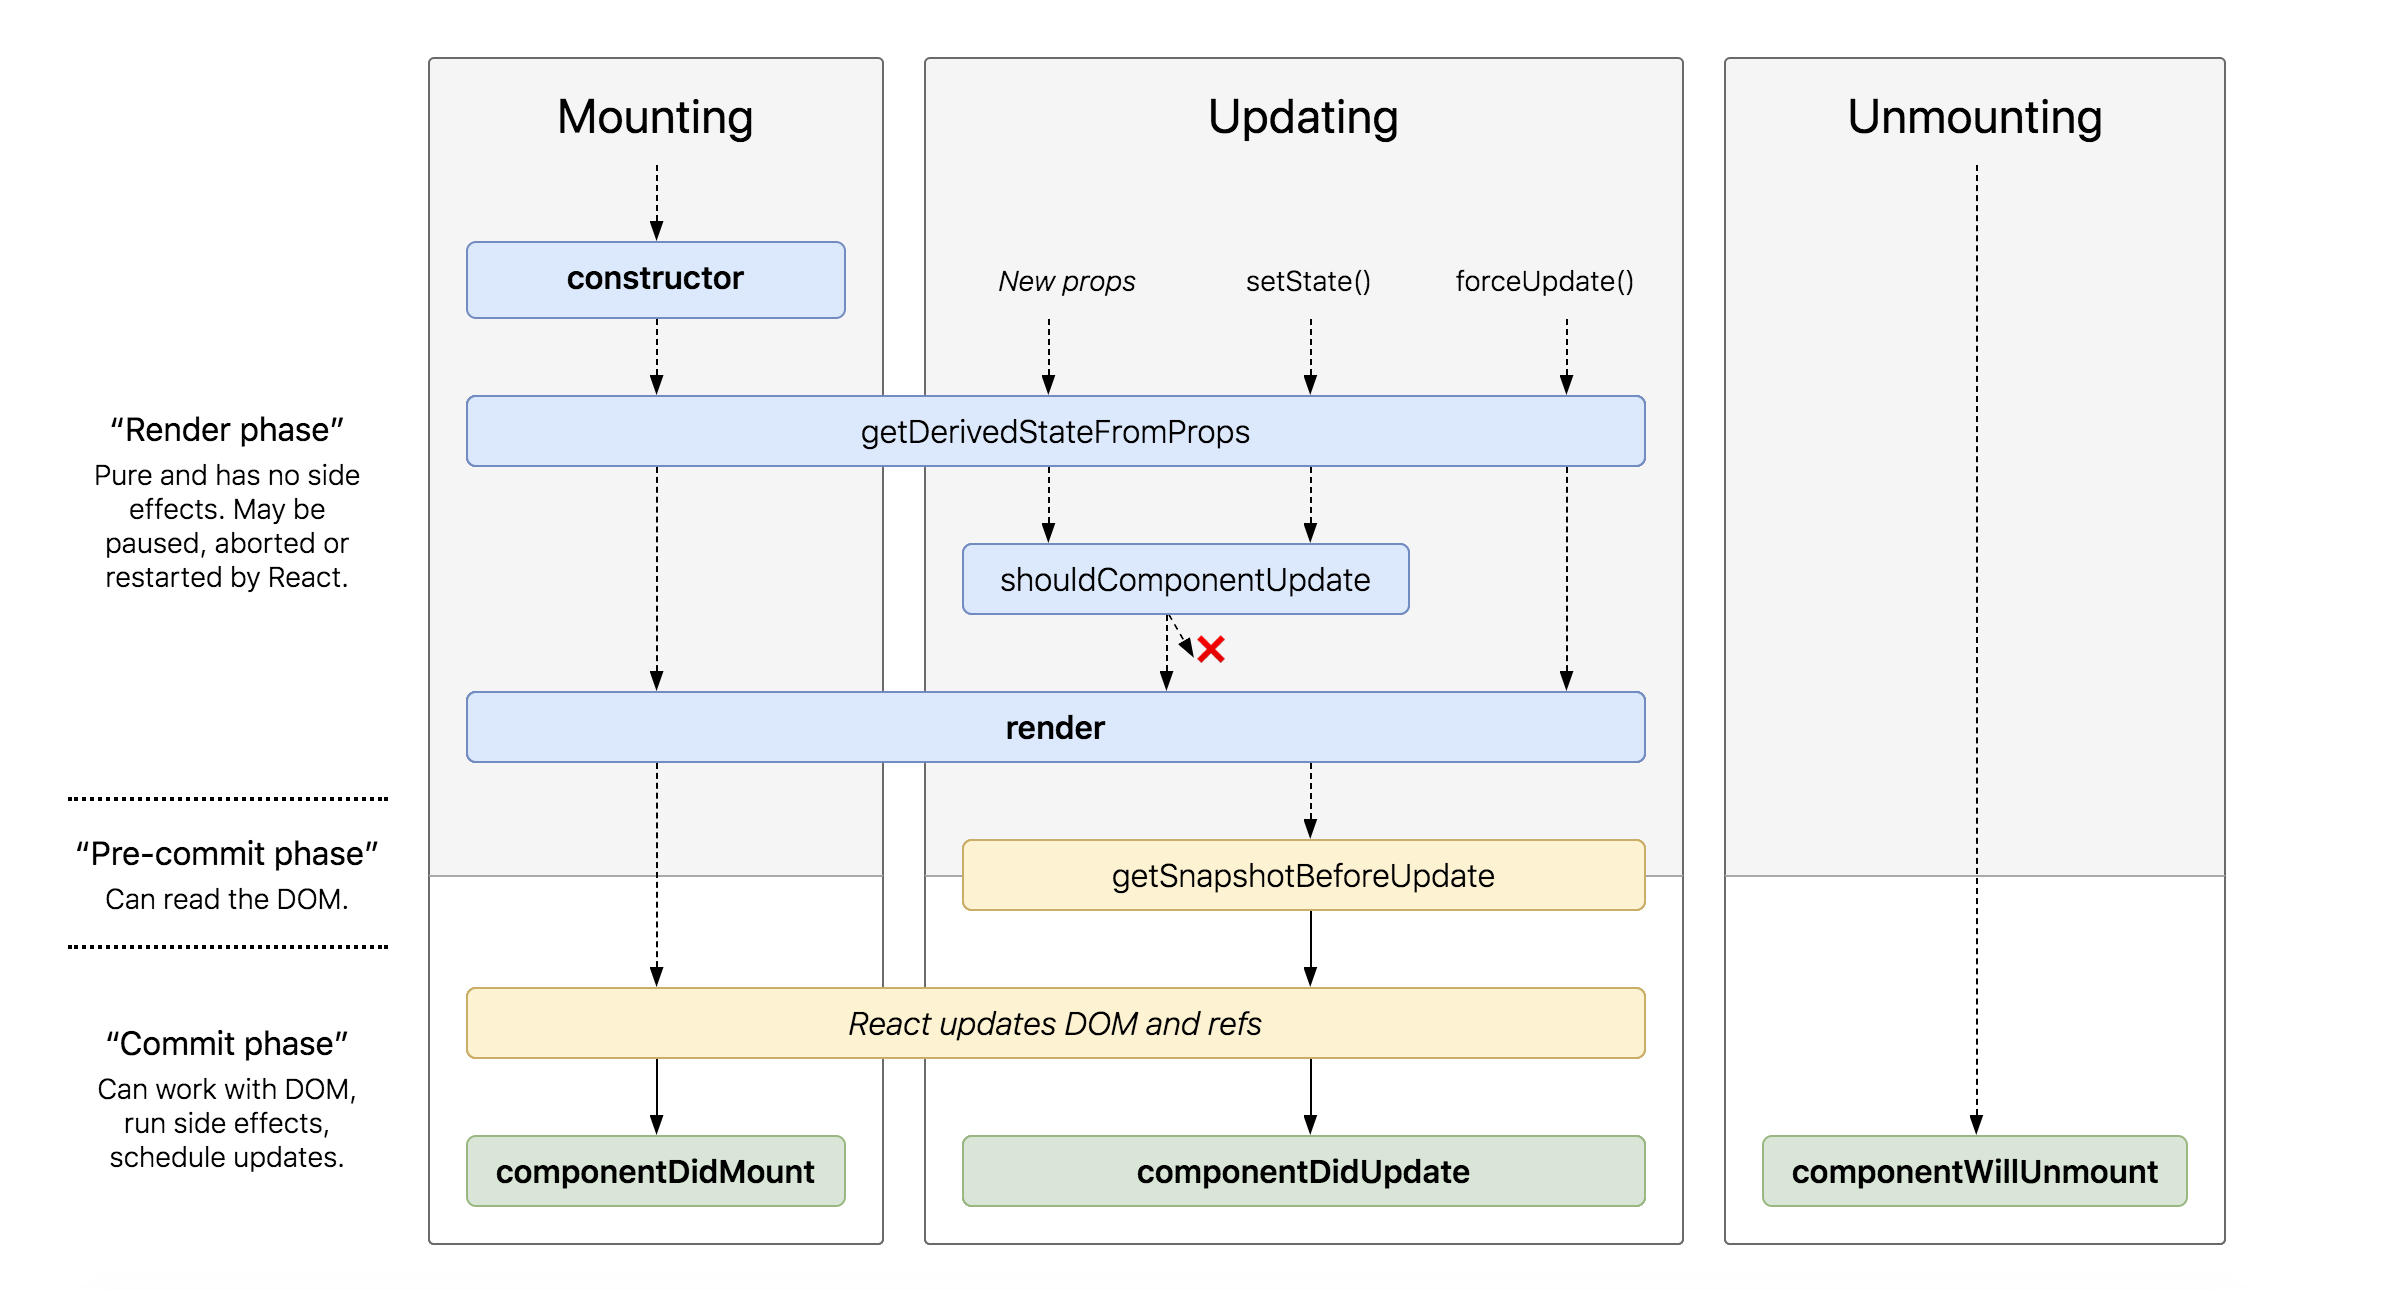 Mounting
Updating
Unmounting
constructor
New props
setState()
forceUpdate()
getDerivedStateFromProps
“Render phase”
Pure and has no side
effects. May be
paused, aborted or
restarted by React.
shouldComponentUpdate
render
“Pre-commit phase”
Can read the DOM.
getSnapshotBeforeUpdate
React updates DOM and refs
“Commit phase”
Can work with DOM,
run side effects,
schedule updates.
componentDidMount
componentDidUpdate
componentWillUnmount